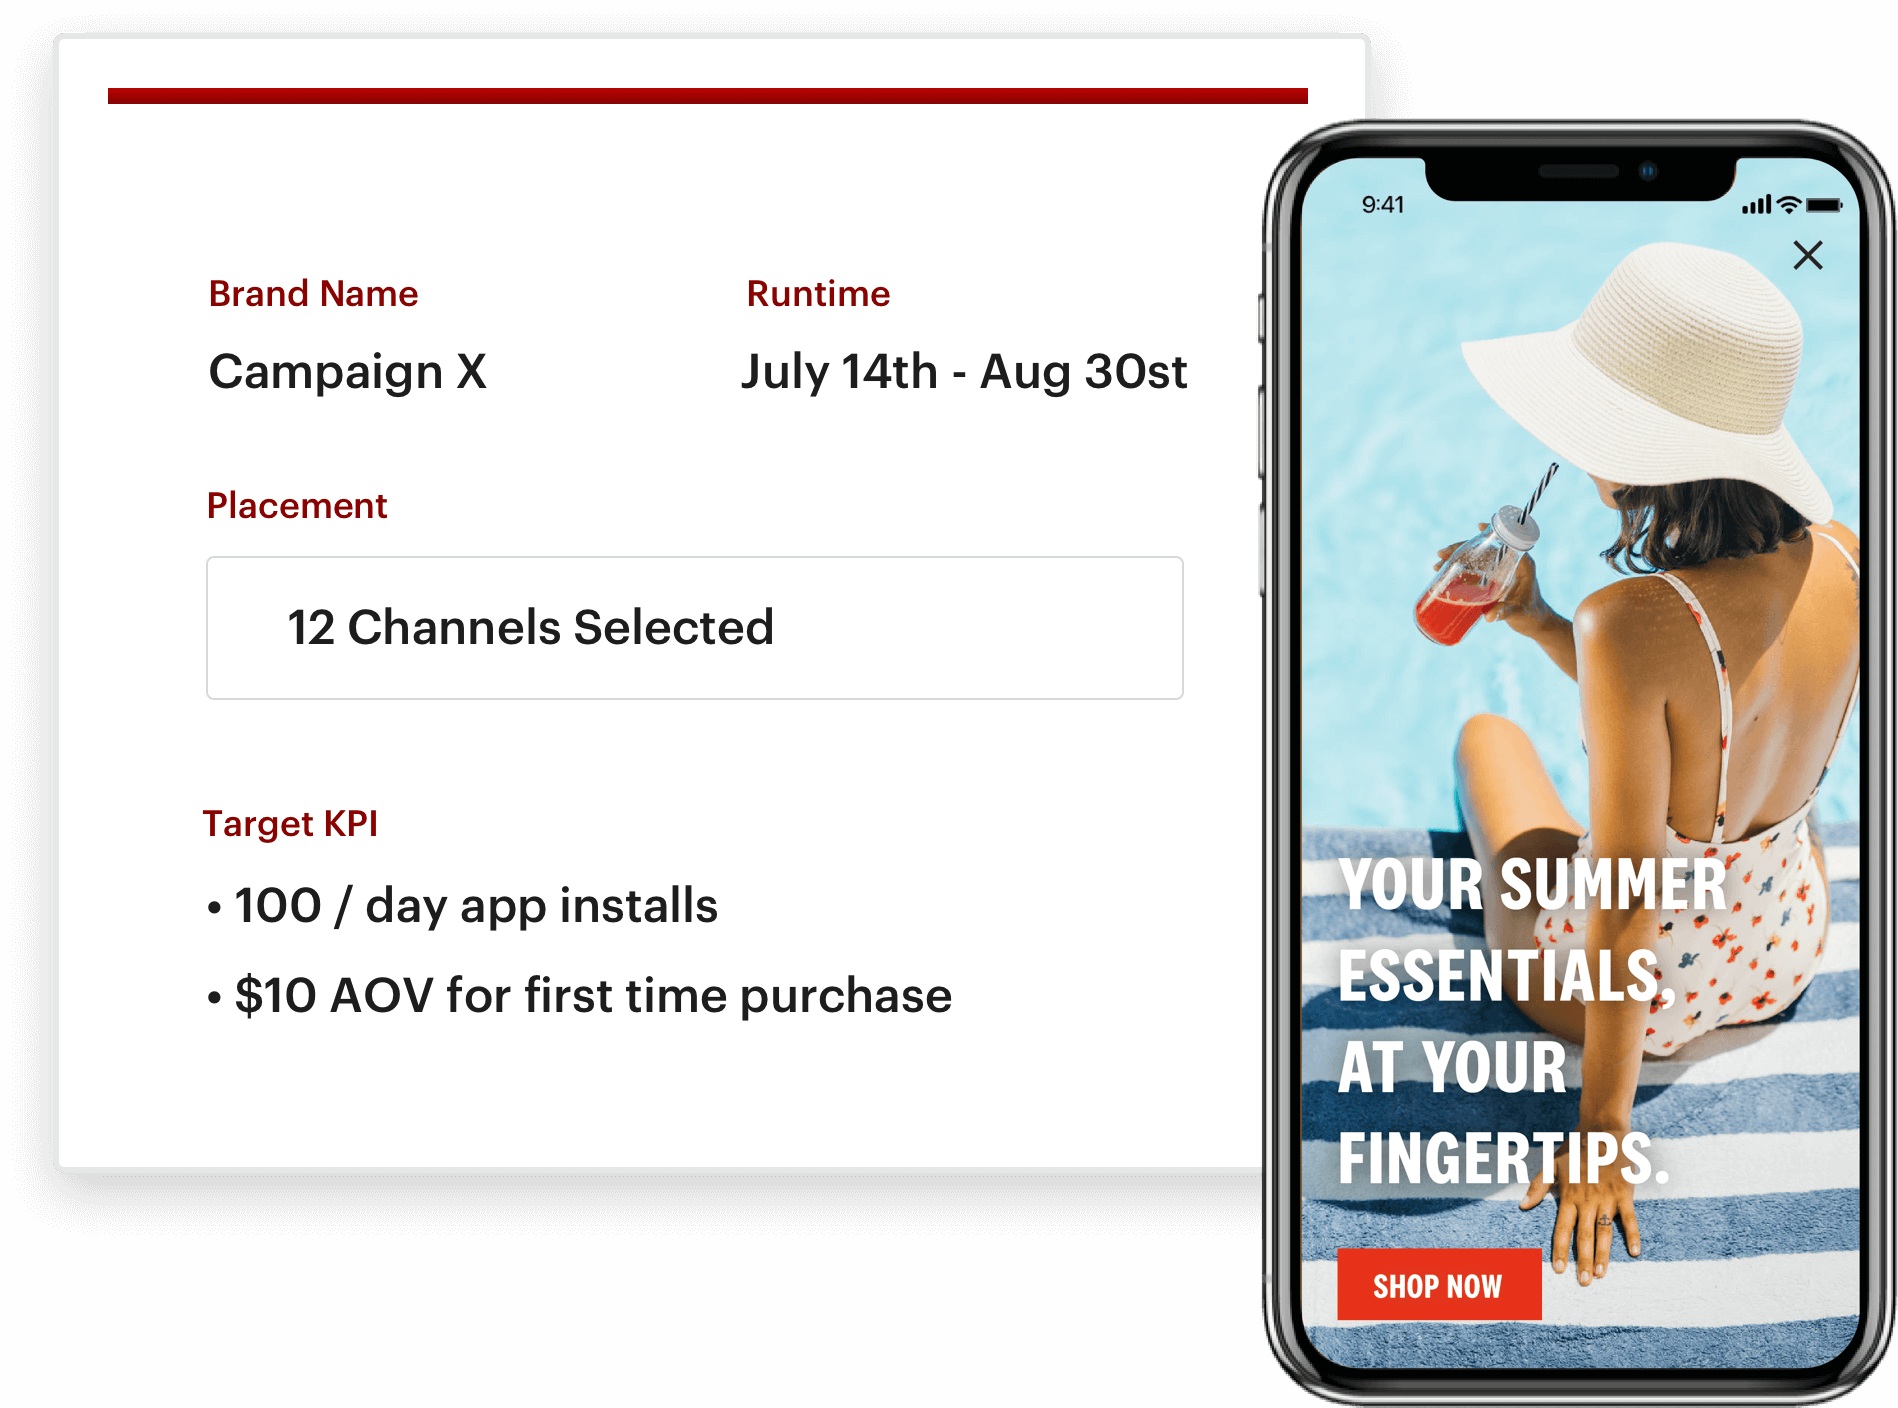 Brand Name
Campaign X
Runtime
July 14th - Aug 30st
Placement
12 Channels Selected
Target KPI
• 100 / day app installs
• $10 AOV for first time purchase
9:41
YOUR SUMMER
ESSENTIALS,
AT YOUR
FINGERTIPS.
SHOP NOW